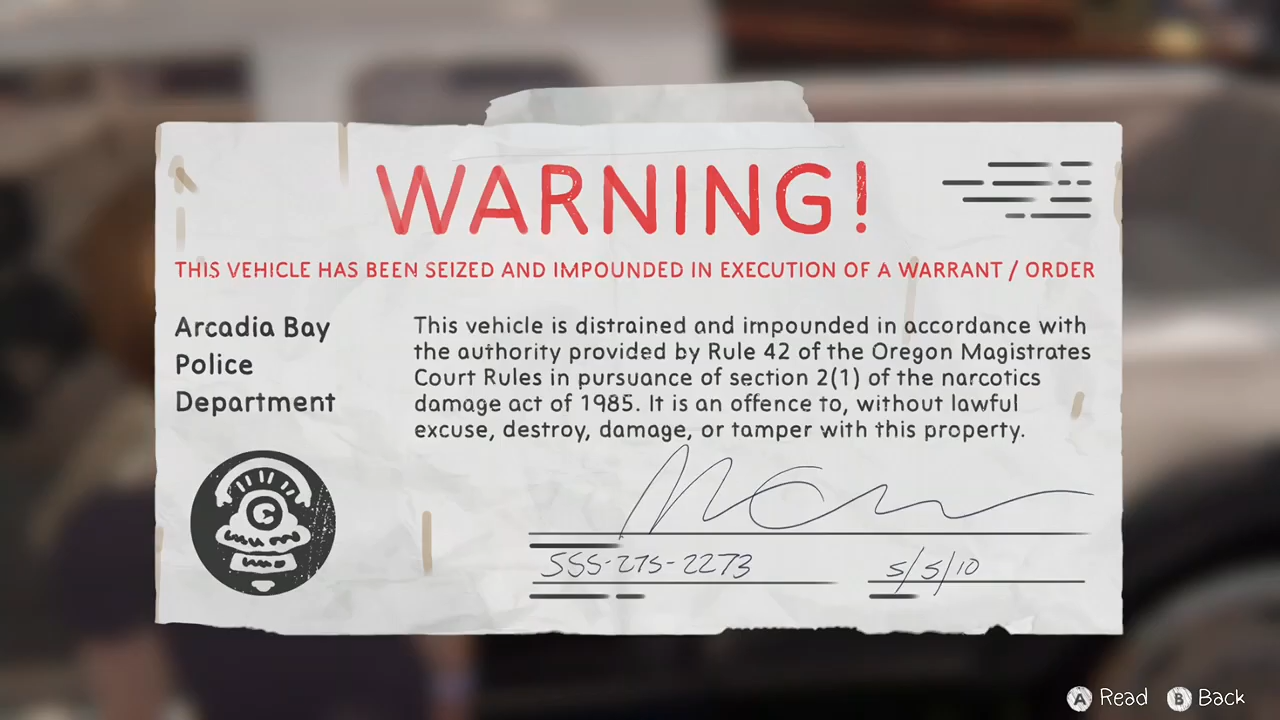 WARNING!
THIS VEHICLE HAS BEEN SEIZED AND IMPOUNDED IN EXECUTION OF A WARRANT / ORDER
Arcadia Bay
Police
Department
This vehicle is distrained and impounded in accordance with
the authority provided by Rule 42 of the Oregon Magistrates
Court Rules in pursuance of section 2(1) of the narcotics
damage act of 1985. It is an offence to, without lawful
excuse, destroy, damage, or tamper with this property.
555-275-2273
5/5/10
A Read B Back